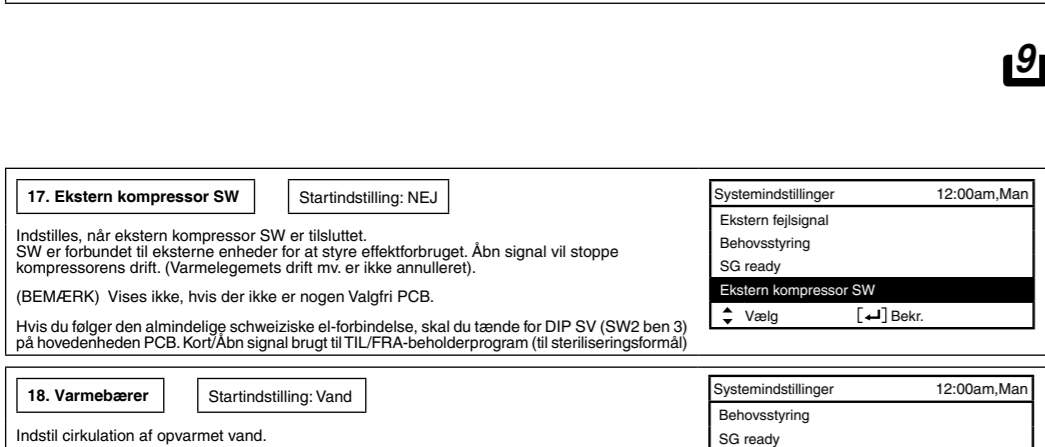 9
17. Ekstern kompressor SW
Startindstilling: NEJ
Indstilles, når ekstern kompressor SW er tilsluttet.
SW er forbundet til eksterne enheder for at styre effektforbruget. Åbn signal vil stoppe
kompressorens drift. (Varmelegemets drift mv. er ikke annulleret).
(BEMÆRK) Vises ikke, hvis der ikke er nogen Valgfri PCB.
Hvis du følger den almindelige schweiziske el-forbindelse, skal du tænde for DIP SV (SW2 ben 3)
på hovedenheden PCB. Kort/Åbn signal brugt til TIL/FRA-beholderprogram (til steriliseringsformål)
Systemindstillinger 12:00am,Man
Ekstern fejlsignal
Behovsstyring
SG ready
Ekstern kompressor SW
Vælg [↵] Bekr.
18. Varmebærer
Startindstilling: Vand
Indstil cirkulation af opvarmet vand.
Systemindstillinger 12:00am,Man
Behovsstyring
SG ready